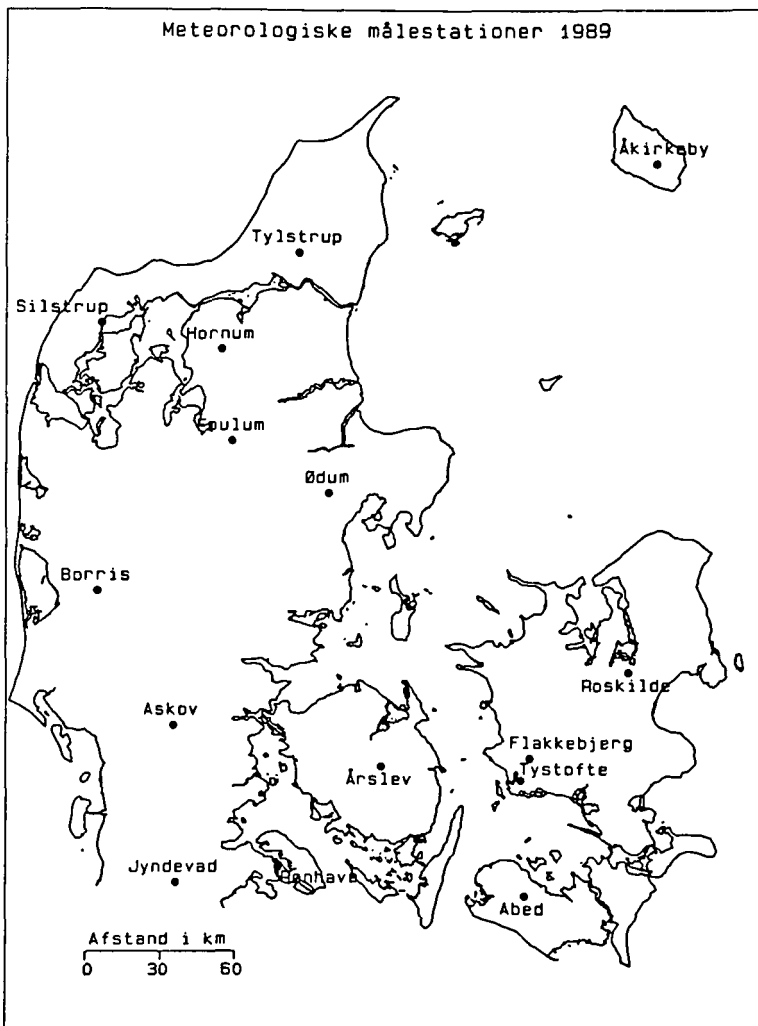 Meteorologiske målestationer 1989
Åkirkeby
Tylstrup
Silstrup
Hornum
Foulum
Ødum
Borris
Roskilde
Askov
Flakkebjerg
Tystofte
Årslev
Jyndevad
Rønhave
Abed
Afstand i km
0 30 60